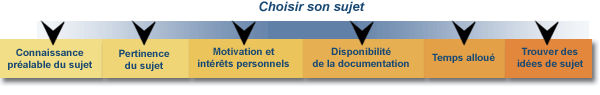 Choisir son sujet
Connaissance
préalable du sujet
Pertinence
du sujet
Motivation et
intérêts personnels
Disponibilité
de la documentation
Temps alloué
Trouver des
idées de sujet